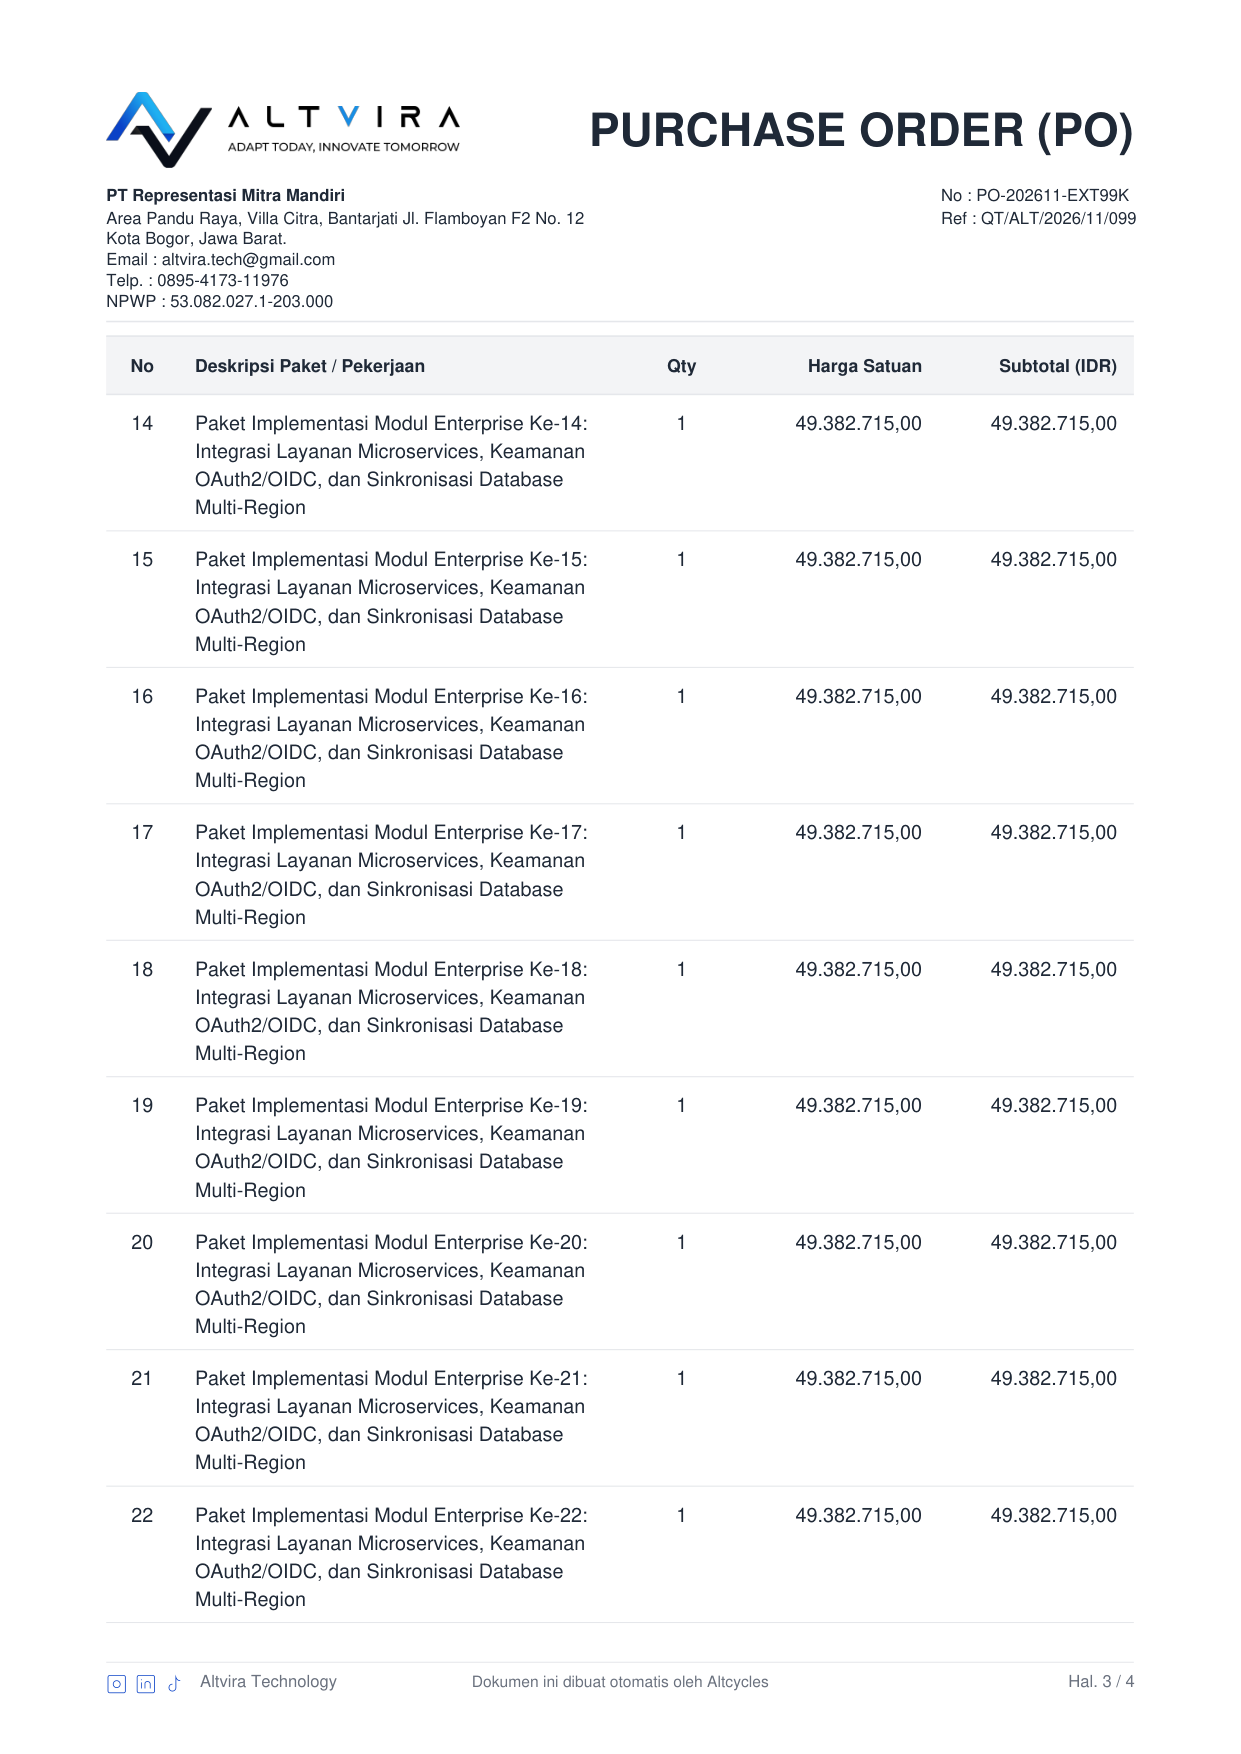 ALTVIRA
ADAPT TODAY, INNOVATE TOMORROW
PURCHASE ORDER (PO)
PT Representasi Mitra Mandiri
Area Pandu Raya, Villa Citra, Bantarjati Jl. Flamboyan F2 No. 12
Kota Bogor, Jawa Barat.
Email : altvira.tech@gmail.com
Telp. : 0895-4173-11976
NPWP : 53.082.027.1-203.000
No : PO-202611-EXT99K
Ref : QT/ALT/2026/11/099
No Deskripsi Paket / Pekerjaan Qty Harga Satuan Subtotal (IDR)
14 Paket Implementasi Modul Enterprise Ke-14: 1 49.382.715,00 49.382.715,00
Integrasi Layanan Microservices, Keamanan
OAuth2/OIDC, dan Sinkronisasi Database
Multi-Region
15 Paket Implementasi Modul Enterprise Ke-15: 1 49.382.715,00 49.382.715,00
Integrasi Layanan Microservices, Keamanan
OAuth2/OIDC, dan Sinkronisasi Database
Multi-Region
16 Paket Implementasi Modul Enterprise Ke-16: 1 49.382.715,00 49.382.715,00
Integrasi Layanan Microservices, Keamanan
OAuth2/OIDC, dan Sinkronisasi Database
Multi-Region
17 Paket Implementasi Modul Enterprise Ke-17: 1 49.382.715,00 49.382.715,00
Integrasi Layanan Microservices, Keamanan
OAuth2/OIDC, dan Sinkronisasi Database
Multi-Region
18 Paket Implementasi Modul Enterprise Ke-18: 1 49.382.715,00 49.382.715,00
Integrasi Layanan Microservices, Keamanan
OAuth2/OIDC, dan Sinkronisasi Database
Multi-Region
19 Paket Implementasi Modul Enterprise Ke-19: 1 49.382.715,00 49.382.715,00
Integrasi Layanan Microservices, Keamanan
OAuth2/OIDC, dan Sinkronisasi Database
Multi-Region
20 Paket Implementasi Modul Enterprise Ke-20: 1 49.382.715,00 49.382.715,00
Integrasi Layanan Microservices, Keamanan
OAuth2/OIDC, dan Sinkronisasi Database
Multi-Region
21 Paket Implementasi Modul Enterprise Ke-21: 1 49.382.715,00 49.382.715,00
Integrasi Layanan Microservices, Keamanan
OAuth2/OIDC, dan Sinkronisasi Database
Multi-Region
22 Paket Implementasi Modul Enterprise Ke-22: 1 49.382.715,00 49.382.715,00
Integrasi Layanan Microservices, Keamanan
OAuth2/OIDC, dan Sinkronisasi Database
Multi-Region
Altvira Technology Dokumen ini dibuat otomatis oleh Altcycles Hal. 3 / 4